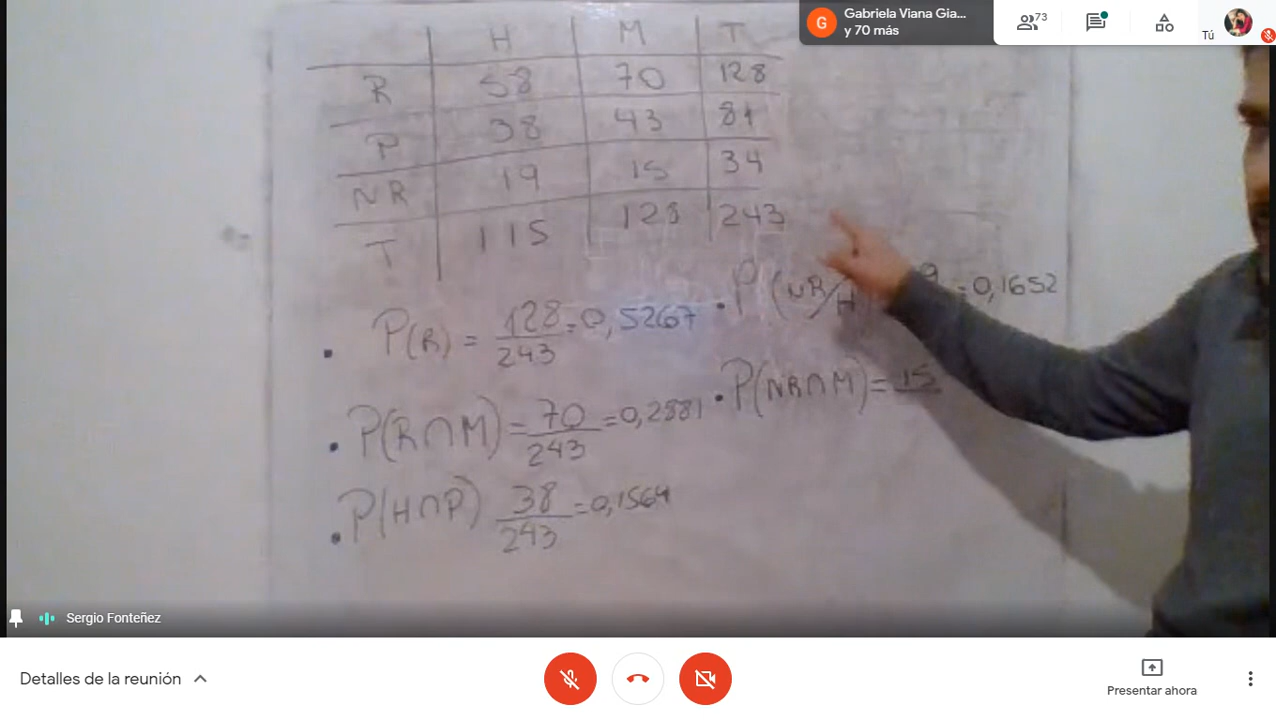 Gabriela Viana Gia...
y 70 más
73
Tú
G
H M T
R 58 70 128
P 38 43 81
NR 19 15 34
T 115 128 243
P(R) = 128/243 = 0,5267
P(NR/H) 9 = 0,1652
P(R∩M) = 70/243 = 0,2881
P(NR∩M) = 15
P(H∩P) 38/243 = 0,1564
Sergio Fonteñez
Detalles de la reunión
Presentar ahora